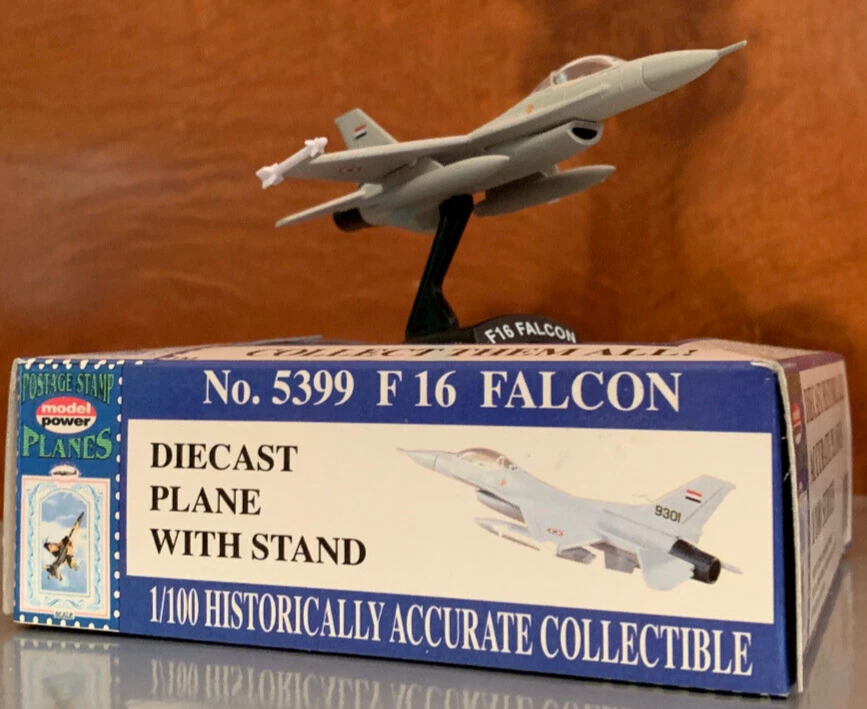 F16 FALCON
COLLECT THEM ALL!
POSTAGE STAMP
model
power
PLANES
SCALE
No. 5399 F 16 FALCON
DIECAST
PLANE
WITH STAND
9301
1/100 HISTORICALLY ACCURATE COLLECTIBLE